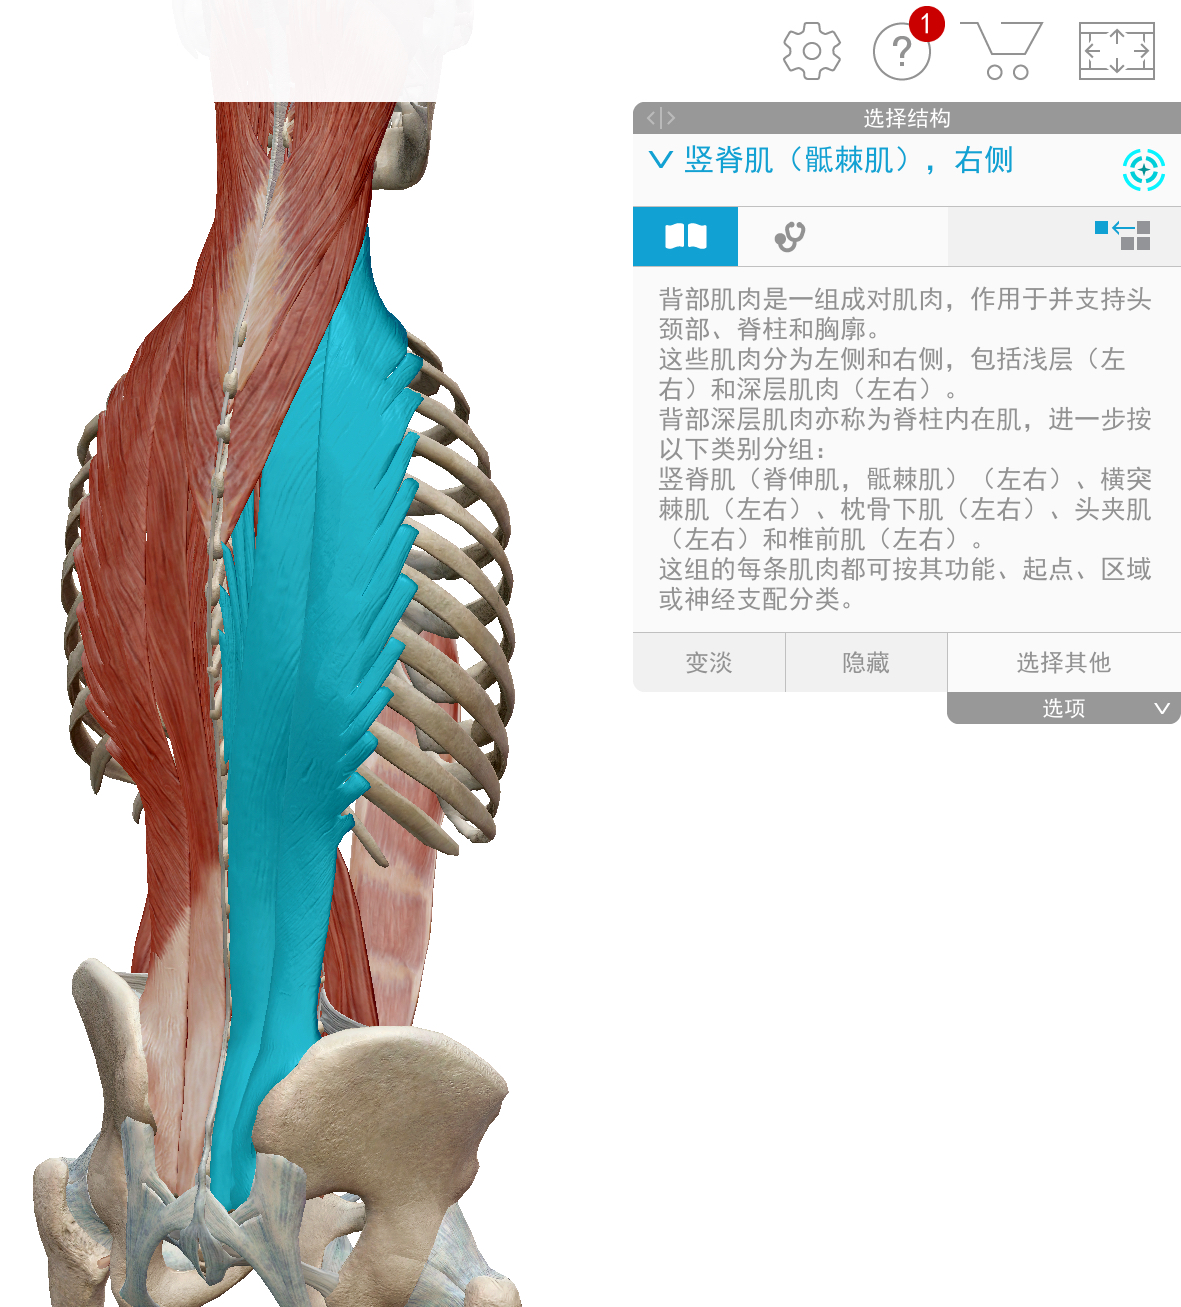 1
?
选择结构
竖脊肌（骶棘肌），右侧
背部肌肉是一组成对肌肉，作用于并支持头
颈部、脊柱和胸廓。
这些肌肉分为左侧和右侧，包括浅层（左
右）和深层肌肉（左右）。
背部深层肌肉亦称为脊柱内在肌，进一步按
以下类别分组：
竖脊肌（脊伸肌，骶棘肌）（左右）、横突
棘肌（左右）、枕骨下肌（左右）、头夹肌
（左右）和椎前肌（左右）。
这组的每条肌肉都可按其功能、起点、区域
或神经支配分类。
变淡
隐藏
选择其他
选项